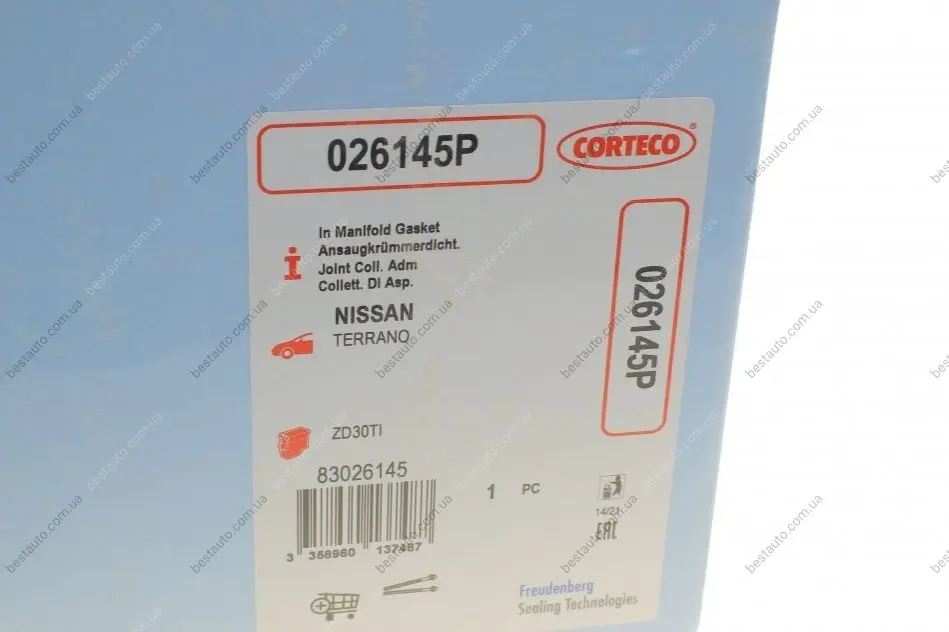 026145P
CORTECO®
In Manifold Gasket
Ansaugkrümmerdicht.
Joint Coll. Adm
Collett. Di Asp.
NISSAN
TERRANO
026145P
ZD30TI
83026145
1 PC
14/21
EAC
3 358960 137487
Freudenberg
Sealing Technologies
bestauto.com.ua